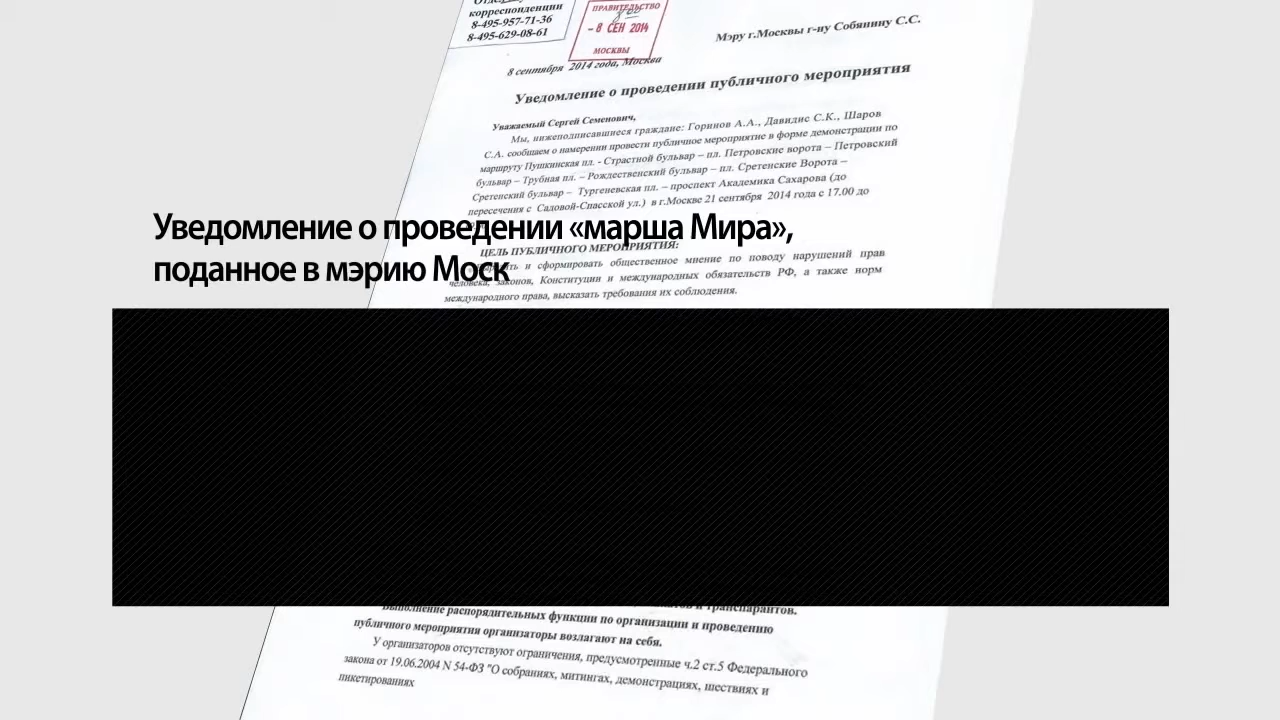 корреспонденции
8-495-957-71-36
8-495-629-08-61
ПРАВИТЕЛЬСТВО
- 8 СЕН 2014
МОСКВЫ
Мэру г.Москвы г-ну Собянину С.С.
8 сентября 2014 года, Москва
Уведомление о проведении публичного мероприятия
Уважаемый Сергей Семенович,
Мы, нижеподписавшиеся граждане: Горинов А.А., Давидис С.К., Шаров
С.А. сообщаем о намерении провести публичное мероприятие в форме демонстрации по
маршруту Пушкинская пл. - Страстной бульвар – пл. Петровские ворота – Петровский
бульвар – Трубная пл. – Рождественский бульвар – пл. Сретенские Ворота –
Сретенский бульвар – Тургеневская пл. – проспект Академика Сахарова (до
пересечения с Садовой-Спасской ул.) в г.Москве 21 сентября 2014 года с 17.00 до
Уведомление о проведении «марша Мира»,
поданное в мэрию Моск
ЦЕЛЬ ПУБЛИЧНОГО МЕРОПРИЯТИЯ:
и сформировать общественное мнение по поводу нарушений прав
человека, законов, Конституции и международных обязательств РФ, а также норм
международного права, высказать требования их соблюдения.
и транспарантов.
Выполнение распорядительных функции по организации и проведению
публичного мероприятия организаторы возлагают на себя.
У организаторов отсутствуют ограничения, предусмотренные ч.2 ст.5 Федерального
закона от 19.06.2004 N 54-ФЗ "О собраниях, митингах, демонстрациях, шествиях и
пикетированиях